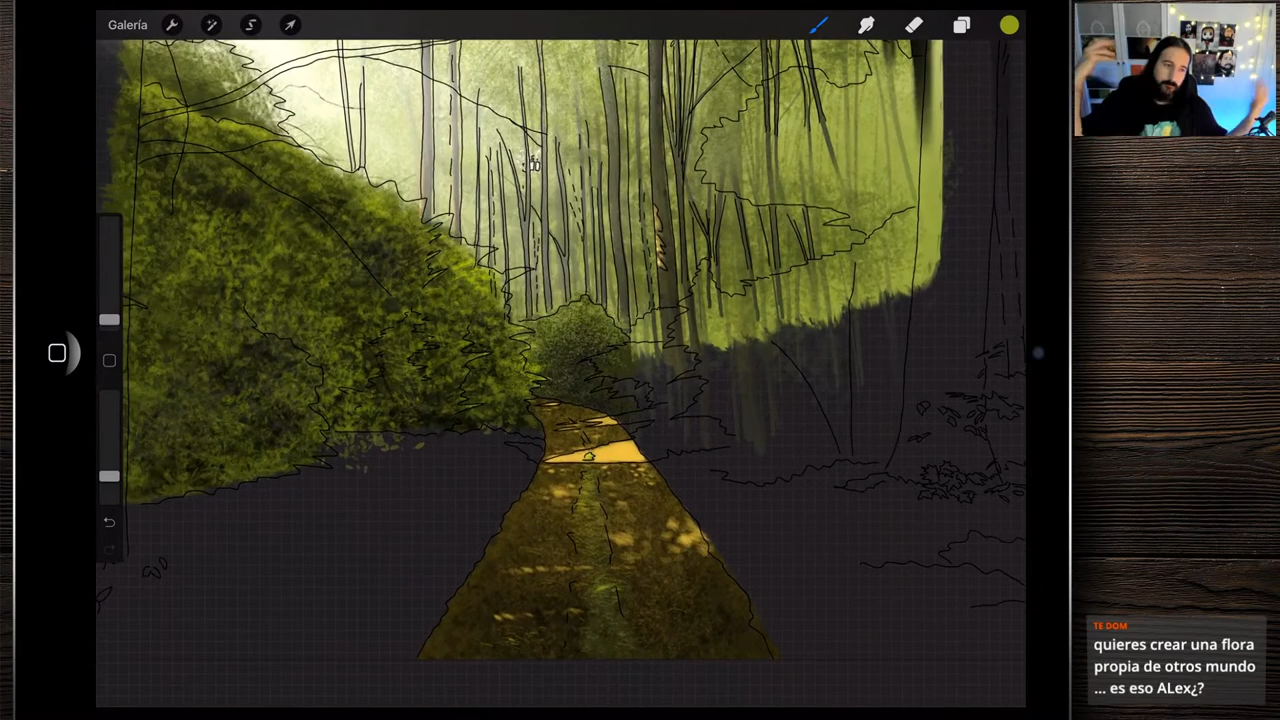 Galería
TE DOM
quieres crear una flora
propia de otros mundo
... es eso ALex¿?